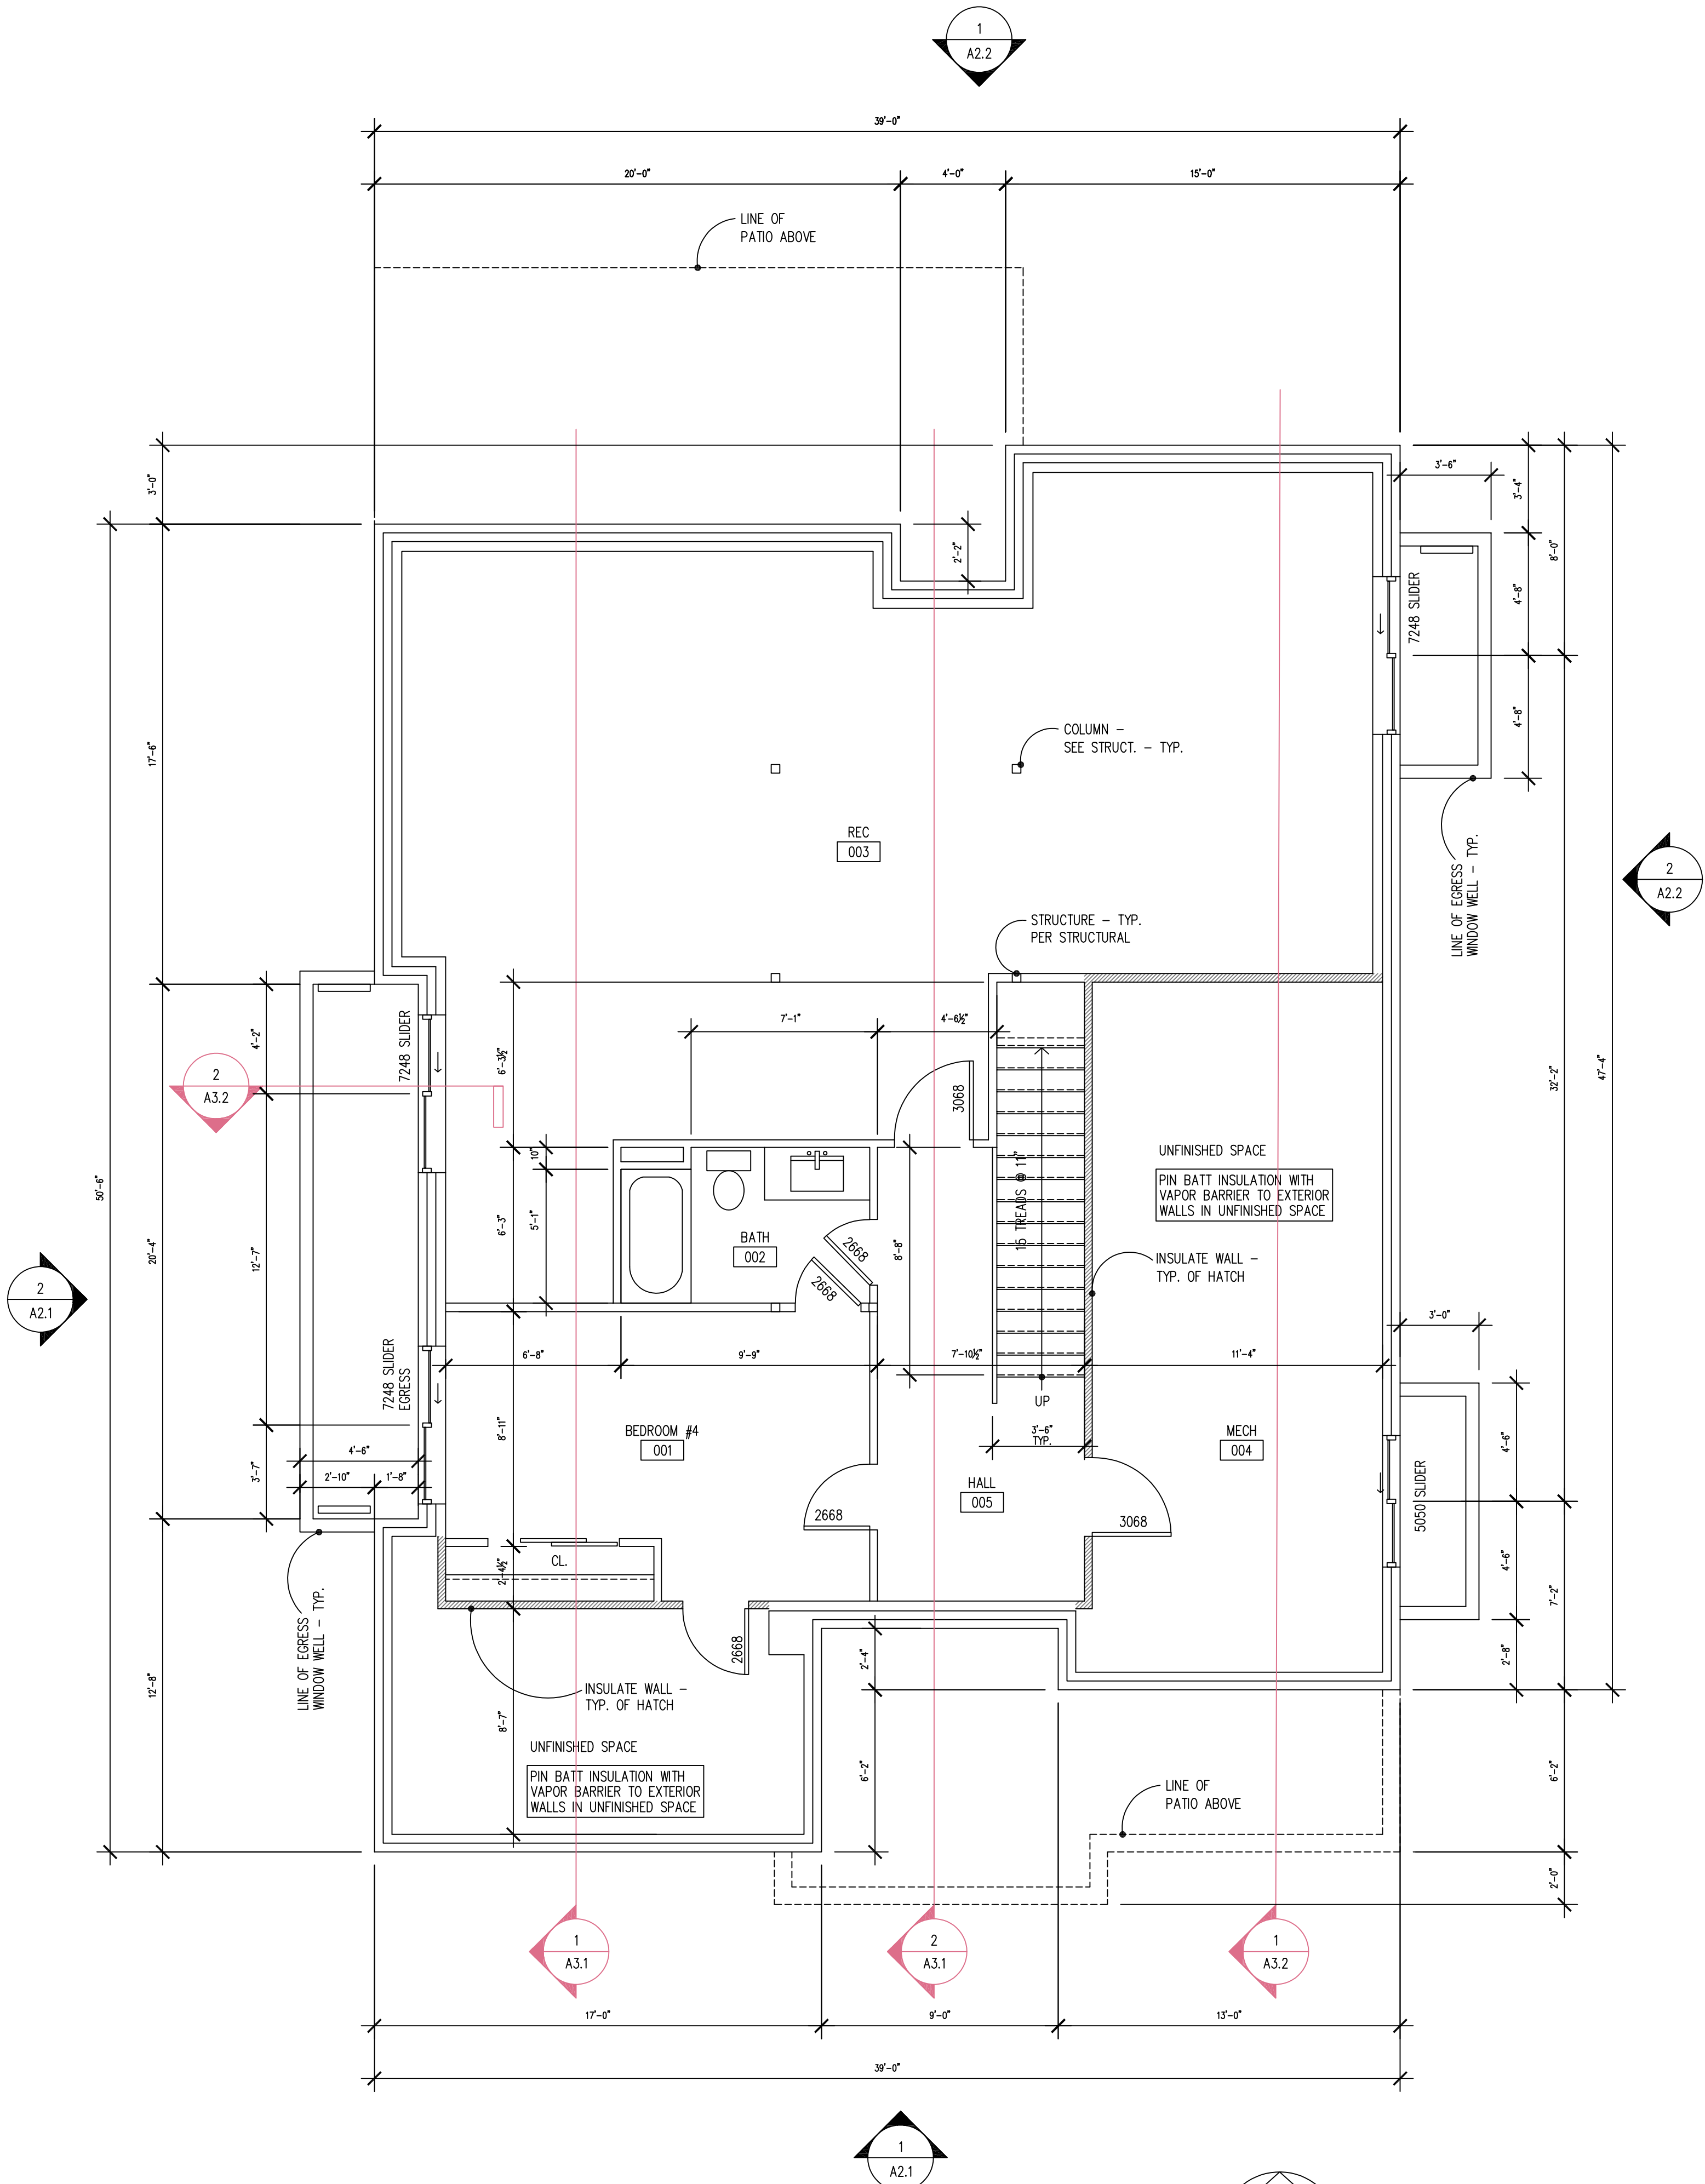 1
A2.2
39'-0"
20'-0"
4'-0"
15'-0"
LINE OF
PATIO ABOVE
3'-0"
3'-6"
3'-4"
2'-2"
8'-0"
7248 SLIDER
4'-8"
4'-8"
17'-6"
COLUMN –
SEE STRUCT. – TYP.
REC
003
LINE OF EGRESS
WINDOW WELL – TYP.
2
A2.2
STRUCTURE – TYP.
PER STRUCTURAL
7'-1"
4'-6½"
7248 SLIDER
4'-2"
6'-3½"
2
A3.2
3068
32'-2"
47'-4"
10"
UNFINISHED SPACE
PIN BATT INSULATION WITH
VAPOR BARRIER TO EXTERIOR
WALLS IN UNFINISHED SPACE
50'-6"
20'-4"
12'-7"
6'-3"
5'-1"
BATH
002
2668
2668
8'-8"
15 TREADS @ 11"
INSULATE WALL –
TYP. OF HATCH
2
A2.1
3'-0"
7248 SLIDER
EGRESS
6'-8"
9'-9"
7'-10½"
11'-4"
UP
8'-11"
BEDROOM #4
001
3'-6"
TYP.
MECH
004
4'-6"
4'-6"
2'-10"
1'-8"
3'-7"
HALL
005
5050 SLIDER
2668
3068
CL.
2'-4½"
4'-6"
7'-2"
LINE OF EGRESS
WINDOW WELL – TYP.
2668
2'-4"
2'-8"
12'-8"
INSULATE WALL –
TYP. OF HATCH
8'-7"
UNFINISHED SPACE
PIN BATT INSULATION WITH
VAPOR BARRIER TO EXTERIOR
WALLS IN UNFINISHED SPACE
6'-2"
LINE OF
PATIO ABOVE
6'-2"
2'-0"
1
A3.1
2
A3.1
1
A3.2
17'-0"
9'-0"
13'-0"
39'-0"
1
A2.1